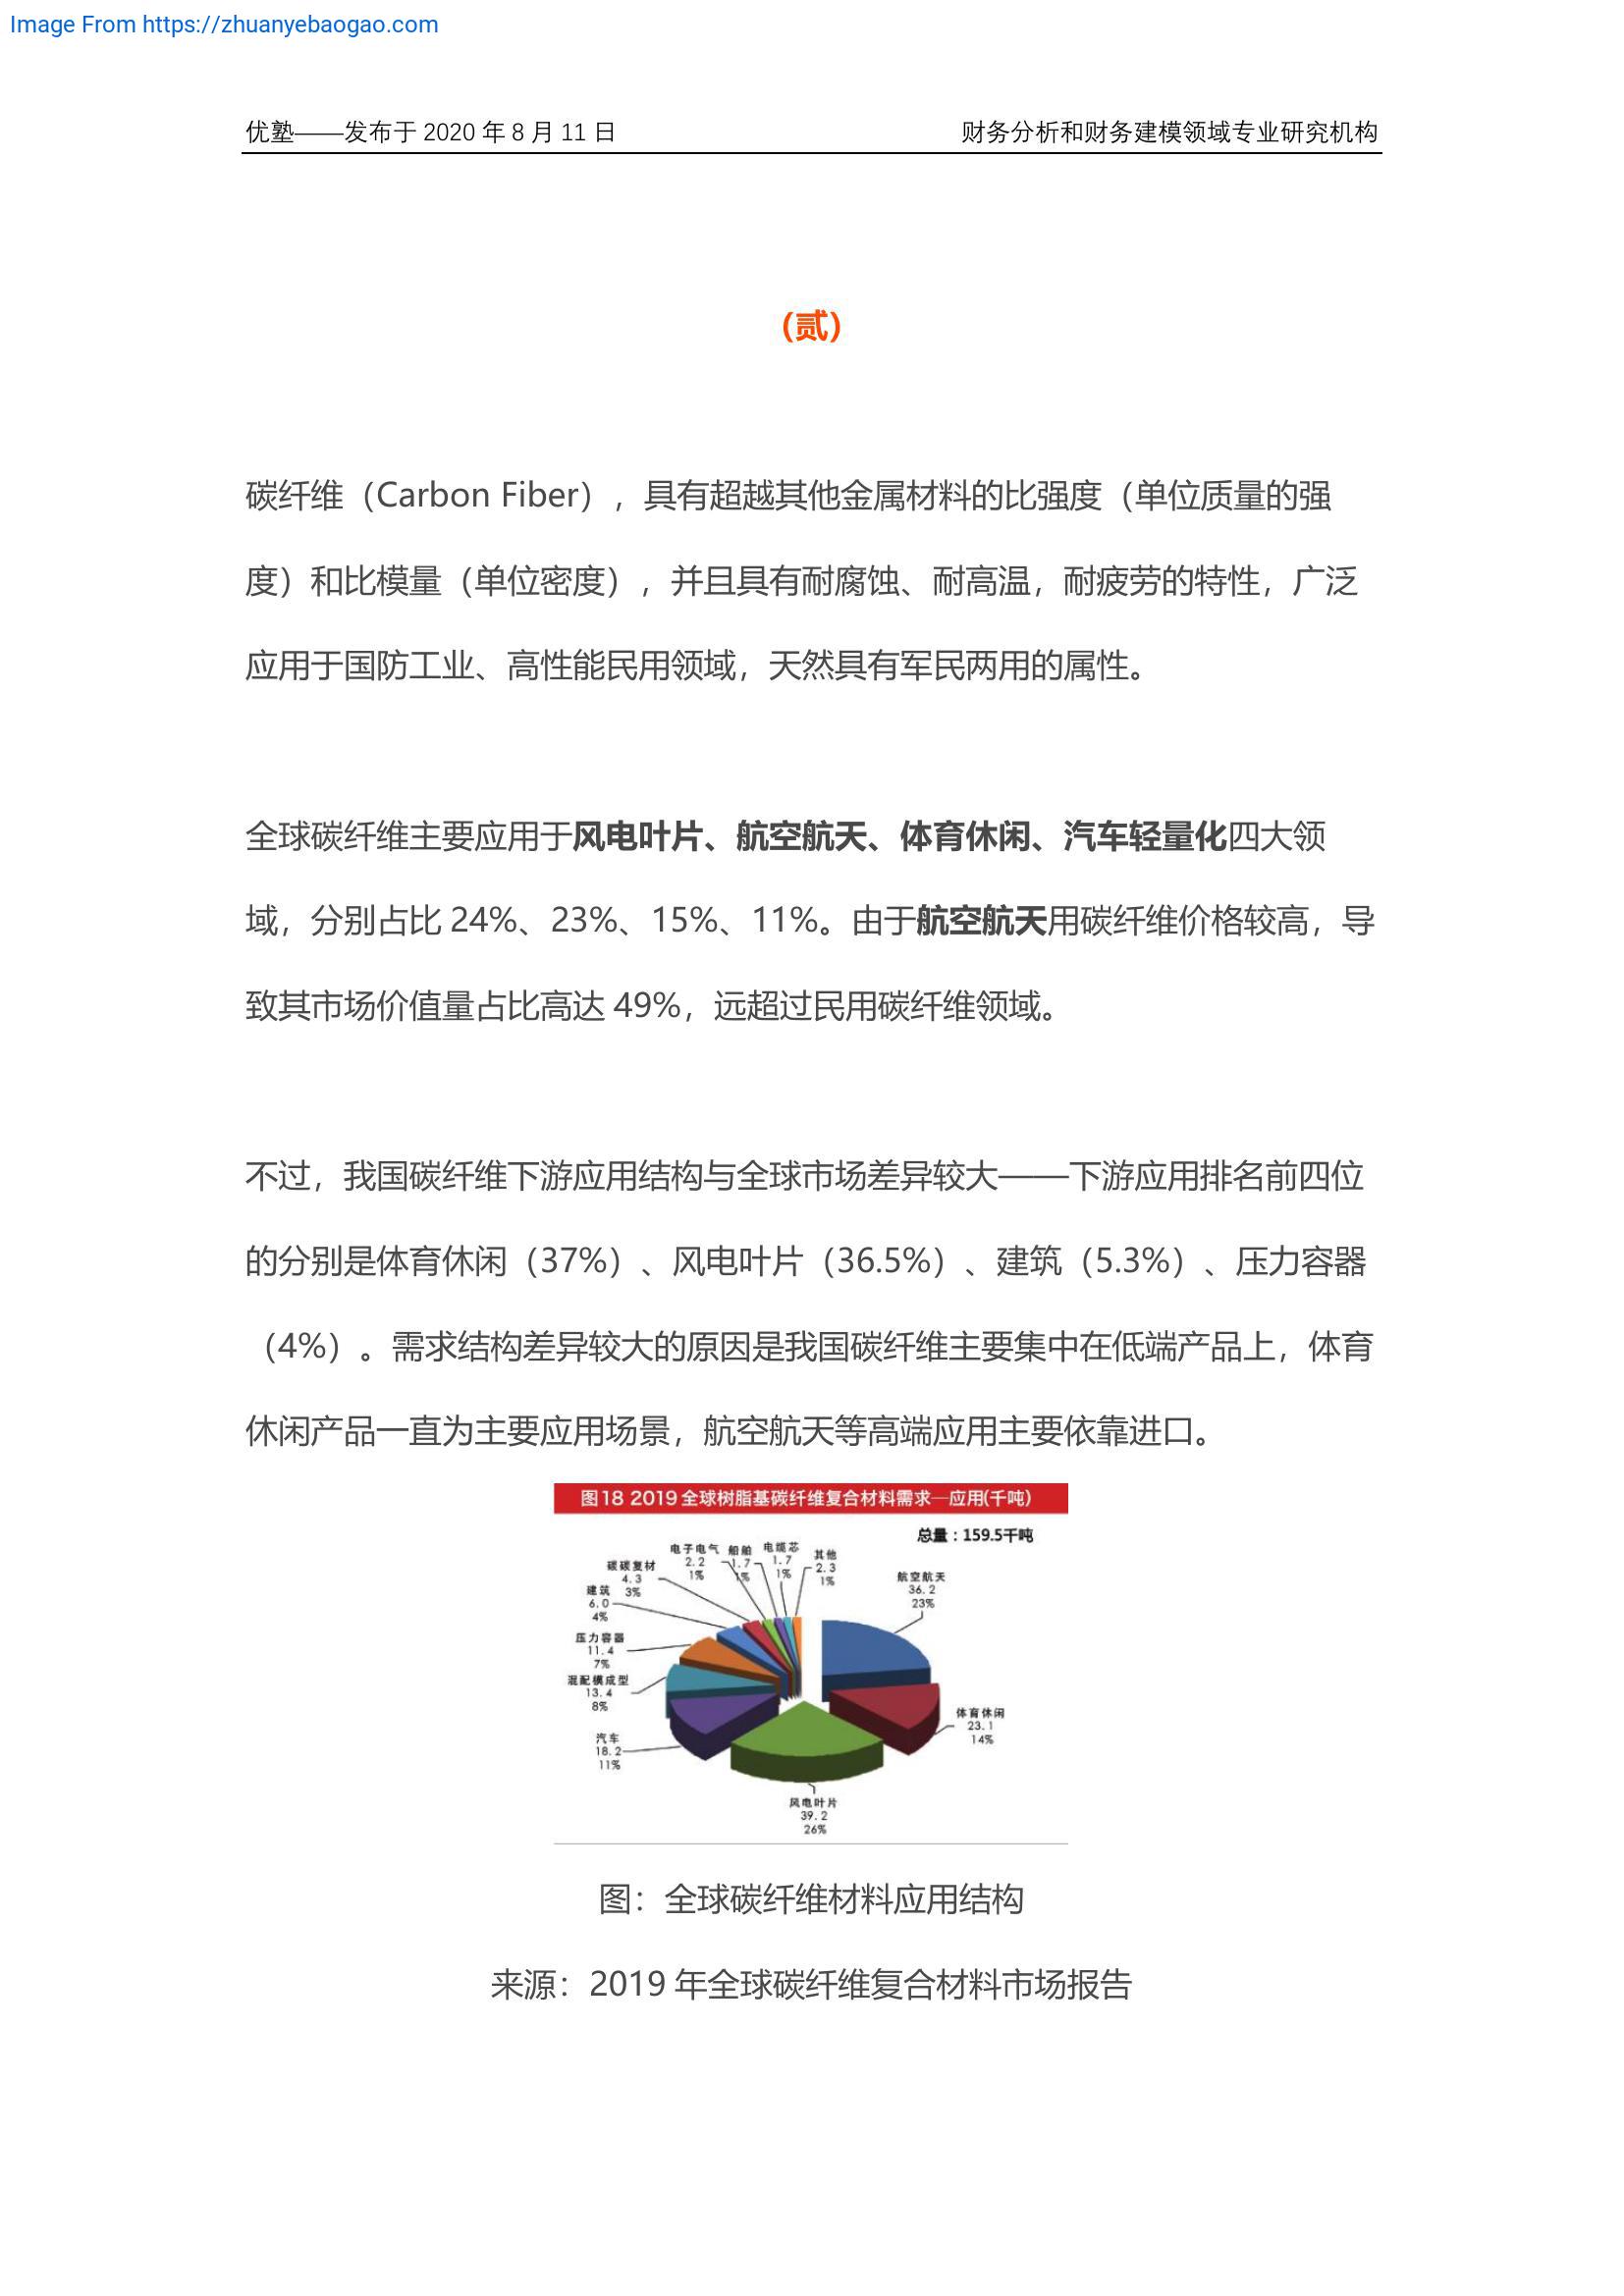 Image From https://zhuanyebaogao.com
优塾——发布于 2020 年 8 月 11 日
财务分析和财务建模领域专业研究机构
(贰)
碳纤维（Carbon Fiber），具有超越其他金属材料的比强度（单位质量的强
度）和比模量（单位密度），并且具有耐腐蚀、耐高温，耐疲劳的特性，广泛
应用于国防工业、高性能民用领域，天然具有军民两用的属性。
全球碳纤维主要应用于风电叶片、航空航天、体育休闲、汽车轻量化四大领
域，分别占比 24%、23%、15%、11%。由于航空航天用碳纤维价格较高，导
致其市场价值量占比高达 49%，远超过民用碳纤维领域。
不过，我国碳纤维下游应用结构与全球市场差异较大——下游应用排名前四位
的分别是体育休闲（37%）、风电叶片（36.5%）、建筑（5.3%）、压力容器
（4%）。需求结构差异较大的原因是我国碳纤维主要集中在低端产品上，体育
休闲产品一直为主要应用场景，航空航天等高端应用主要依靠进口。
图18 2019全球树脂基碳纤维复合材料需求—应用(千吨)
总量：159.5千吨
电子电气
2.2
1%
船舶
1.7
1%
电缆芯
1.7
1%
其他
2.3
1%
碳碳复材
4.3
3%
建筑
6.0
4%
压力容器
11.4
7%
混配模成型
13.4
8%
汽车
18.2
11%
航空航天
36.2
23%
体育休闲
23.1
14%
风电叶片
39.2
26%
图：全球碳纤维材料应用结构
来源：2019 年全球碳纤维复合材料市场报告